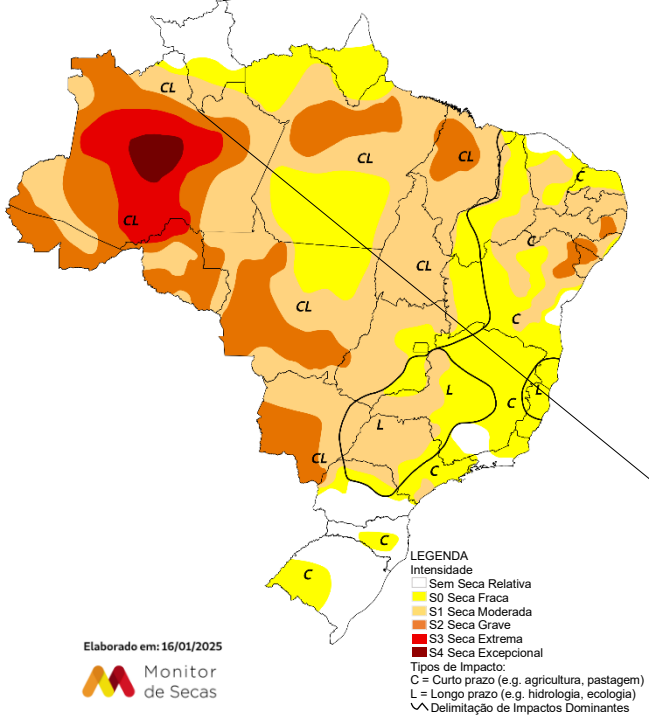 CL
CL
CL
C
CL
C
CL
CL
C
L
L
C
L
CL
C
C
C
LEGENDA
Intensidade
Sem Seca Relativa
S0 Seca Fraca
S1 Seca Moderada
S2 Seca Grave
S3 Seca Extrema
S4 Seca Excepcional
Tipos de Impacto:
C = Curto prazo (e.g. agricultura, pastagem)
L = Longo prazo (e.g. hidrologia, ecologia)
Delimitação de Impactos Dominantes
Elaborado em: 16/01/2025
Monitor
de Secas